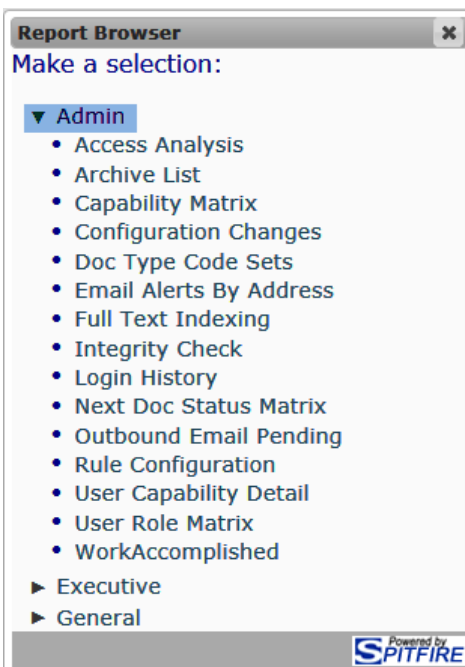 Report Browser
Make a selection:
Admin
Access Analysis
Archive List
Capability Matrix
Configuration Changes
Doc Type Code Sets
Email Alerts By Address
Full Text Indexing
Integrity Check
Login History
Next Doc Status Matrix
Outbound Email Pending
Rule Configuration
User Capability Detail
User Role Matrix
WorkAccomplished
Executive
General
Powered by
SPITFIRE